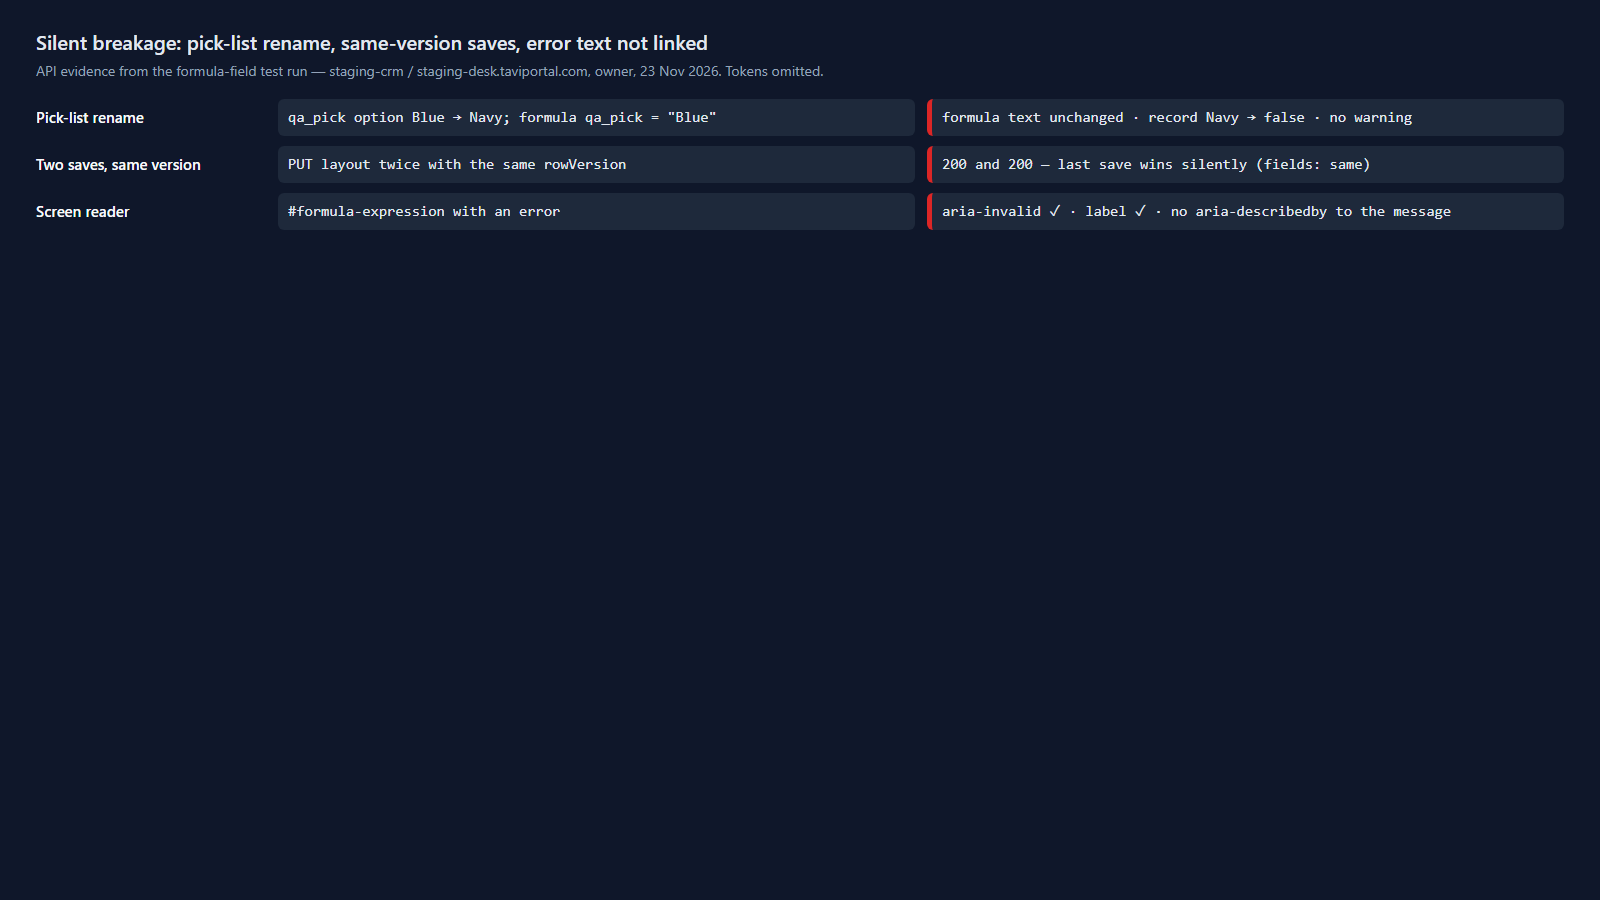 Silent breakage: pick-list rename, same-version saves, error text not linked
API evidence from the formula-field test run — staging-crm / staging-desk.taviportal.com, owner, 23 Nov 2026. Tokens omitted.
Pick-list rename
qa_pick option Blue → Navy; formula qa_pick = "Blue"
formula text unchanged · record Navy → false · no warning
Two saves, same version
PUT layout twice with the same rowVersion
200 and 200 — last save wins silently (fields: same)
Screen reader
#formula-expression with an error
aria-invalid ✓ · label ✓ · no aria-describedby to the message